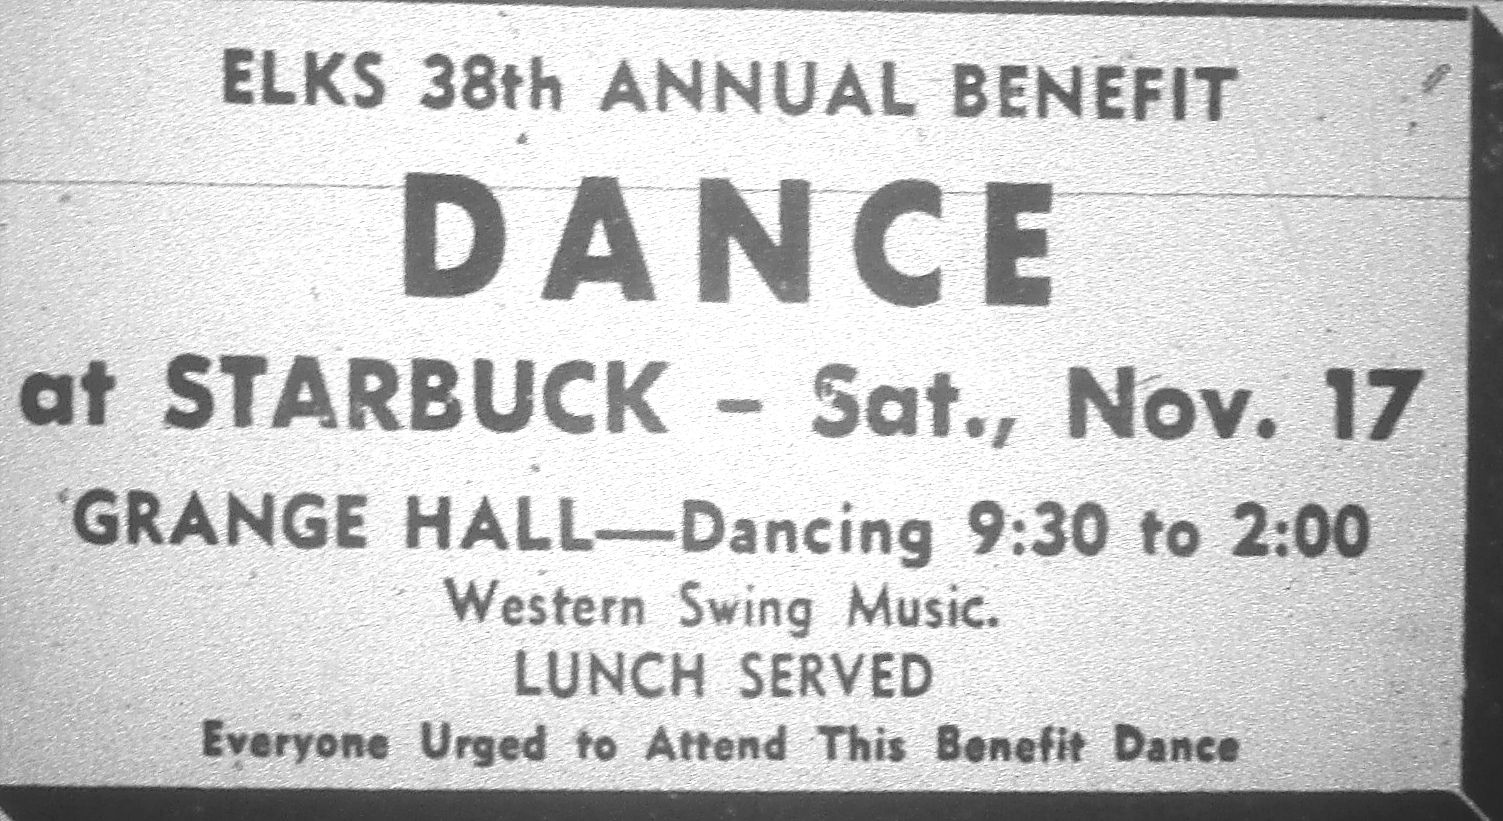 ELKS 38th ANNUAL BENEFIT
DANCE
at STARBUCK - Sat., Nov. 17
GRANGE HALL—Dancing 9:30 to 2:00
Western Swing Music.
LUNCH SERVED
Everyone Urged to Attend This Benefit Dance